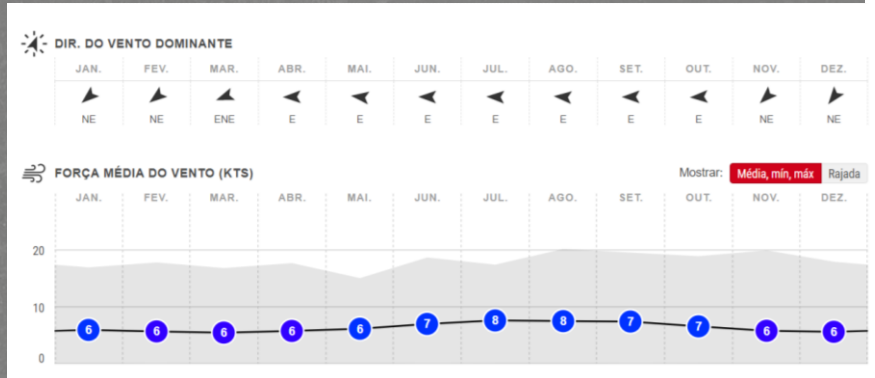 DIR. DO VENTO DOMINANTE
JAN. FEV. MAR. ABR. MAI. JUN. JUL. AGO. SET. OUT. NOV. DEZ.
NE NE ENE E E E E E E E NE NE
FORÇA MÉDIA DO VENTO (KTS) Mostrar: Média, mín, máx Rajada
JAN. FEV. MAR. ABR. MAI. JUN. JUL. AGO. SET. OUT. NOV. DEZ.
20
10
6 6 6 6 6 7 8 8 7 7 6 6
0